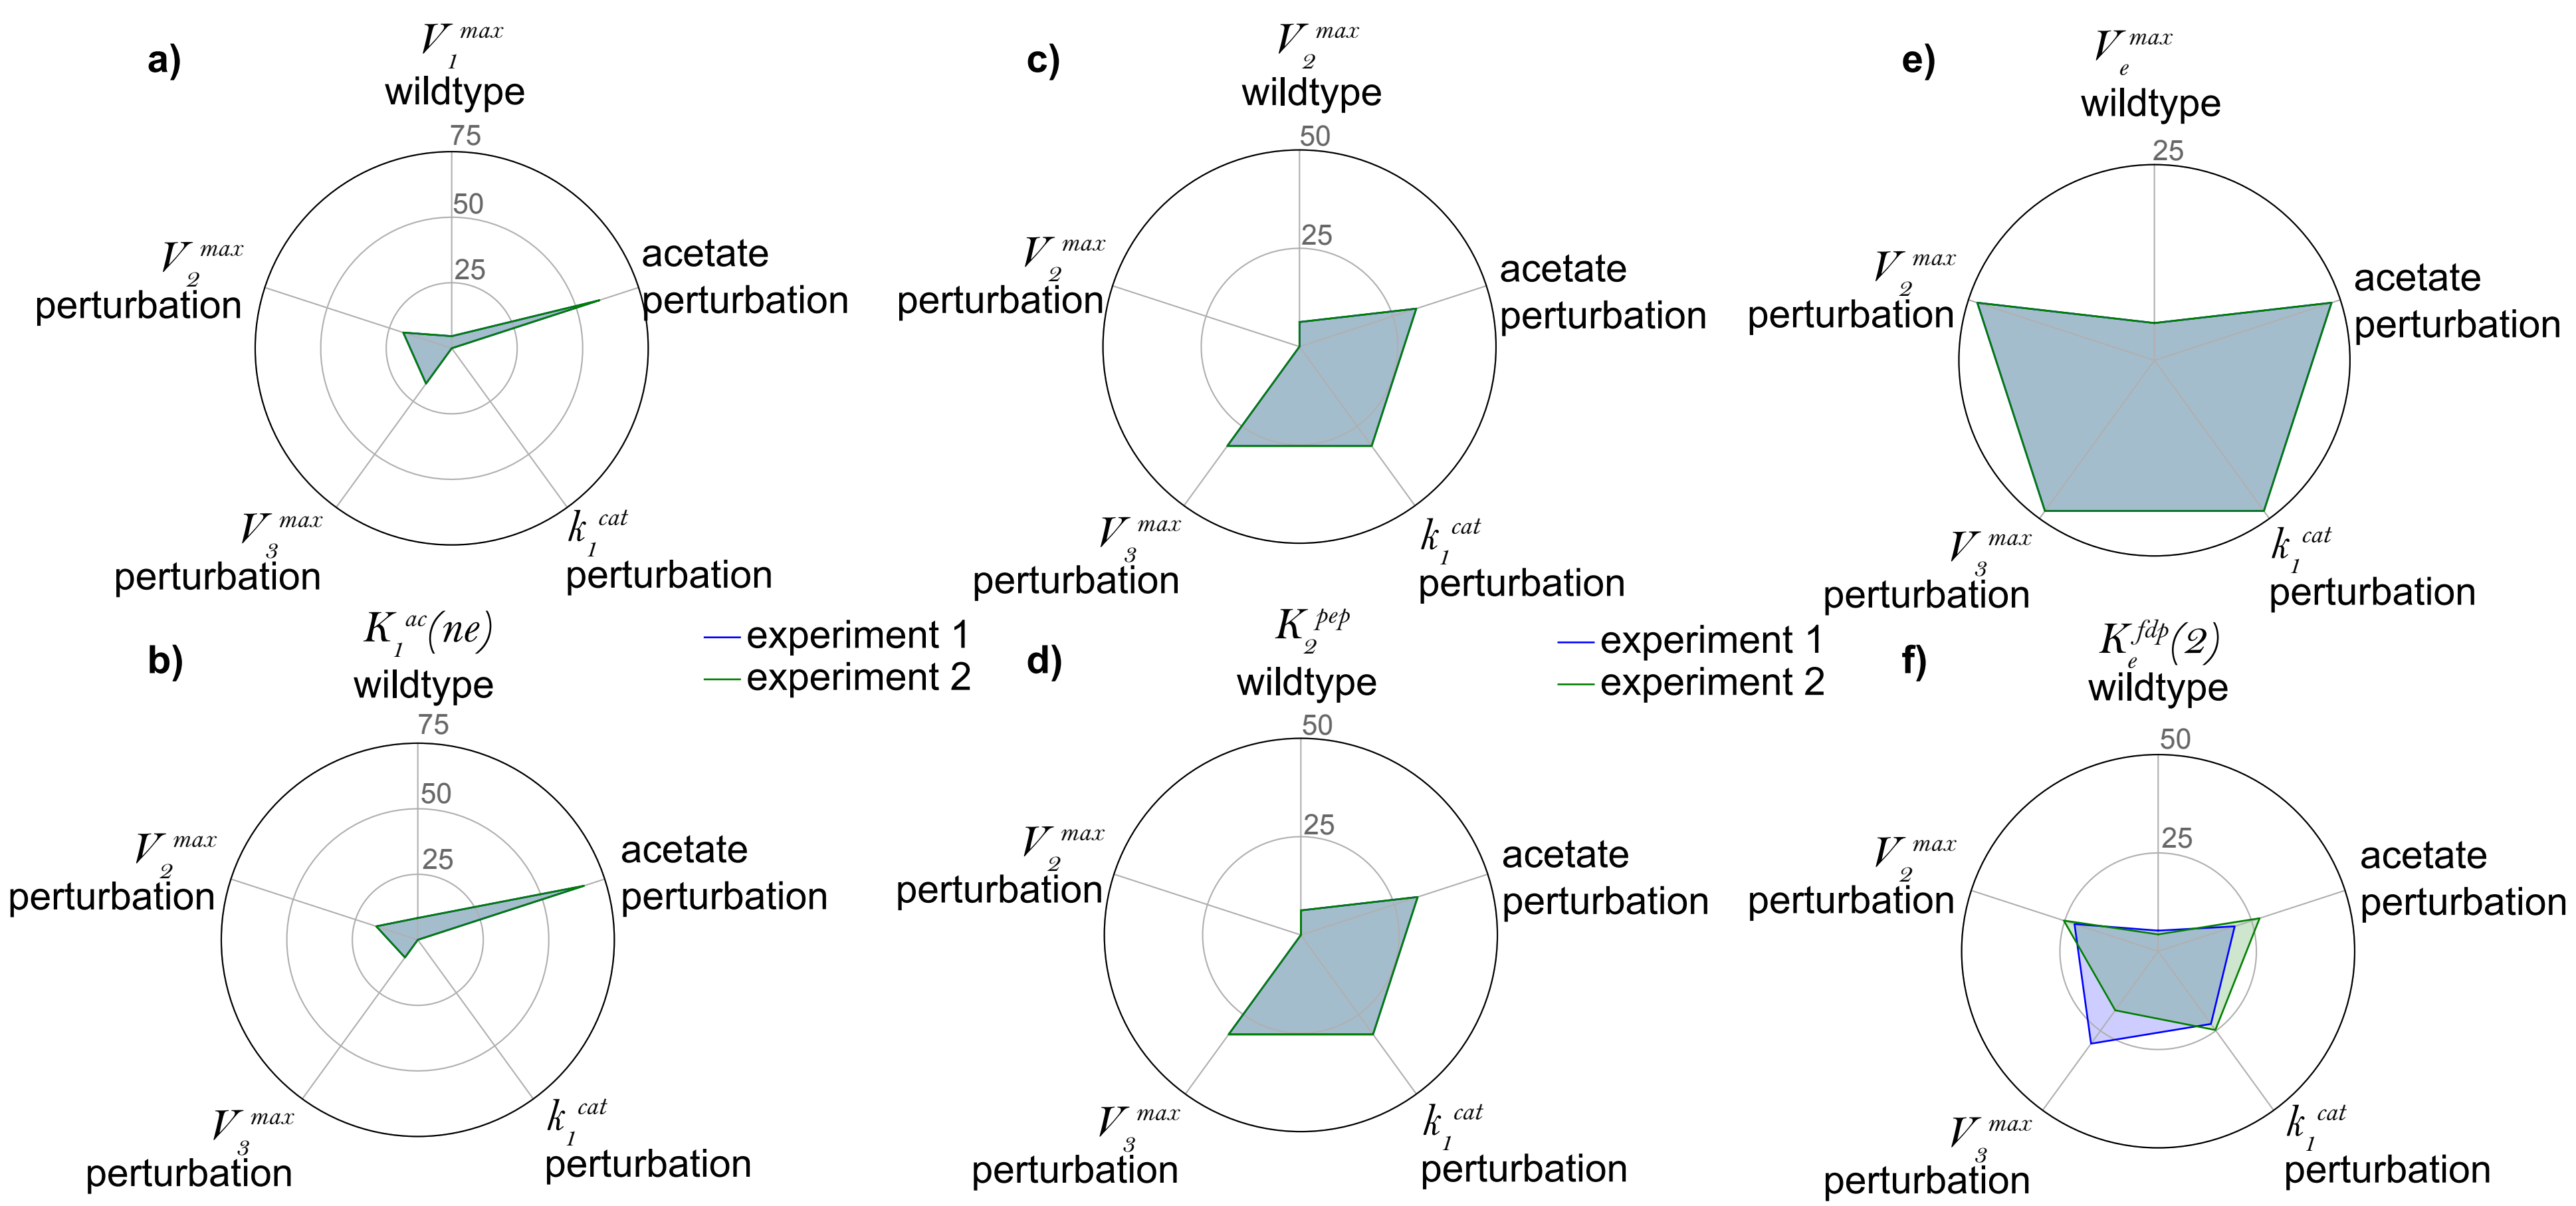 a)
V₁ᵐᵃˣ
wildtype
75
50
25
acetate
perturbation
V₂ᵐᵃˣ
perturbation
V₃ᵐᵃˣ
perturbation
k₁ᶜᵃᵗ
perturbation
c)
V₂ᵐᵃˣ
wildtype
50
25
acetate
perturbation
V₂ᵐᵃˣ
perturbation
V₃ᵐᵃˣ
perturbation
k₁ᶜᵃᵗ
perturbation
e)
Vₑᵐᵃˣ
wildtype
25
acetate
perturbation
V₂ᵐᵃˣ
perturbation
V₃ᵐᵃˣ
perturbation
k₁ᶜᵃᵗ
perturbation
b)
K₁ᵃᶜ(ne)
wildtype
75
50
25
acetate
perturbation
V₂ᵐᵃˣ
perturbation
V₃ᵐᵃˣ
perturbation
k₁ᶜᵃᵗ
perturbation
experiment 1
experiment 2
d)
K₂ᵖᵉᵖ
wildtype
50
25
acetate
perturbation
V₂ᵐᵃˣ
perturbation
V₃ᵐᵃˣ
perturbation
k₁ᶜᵃᵗ
perturbation
experiment 1
experiment 2
f)
Kₑᶠᵈᵖ(2)
wildtype
50
25
acetate
perturbation
V₂ᵐᵃˣ
perturbation
V₃ᵐᵃˣ
perturbation
k₁ᶜᵃᵗ
perturbation